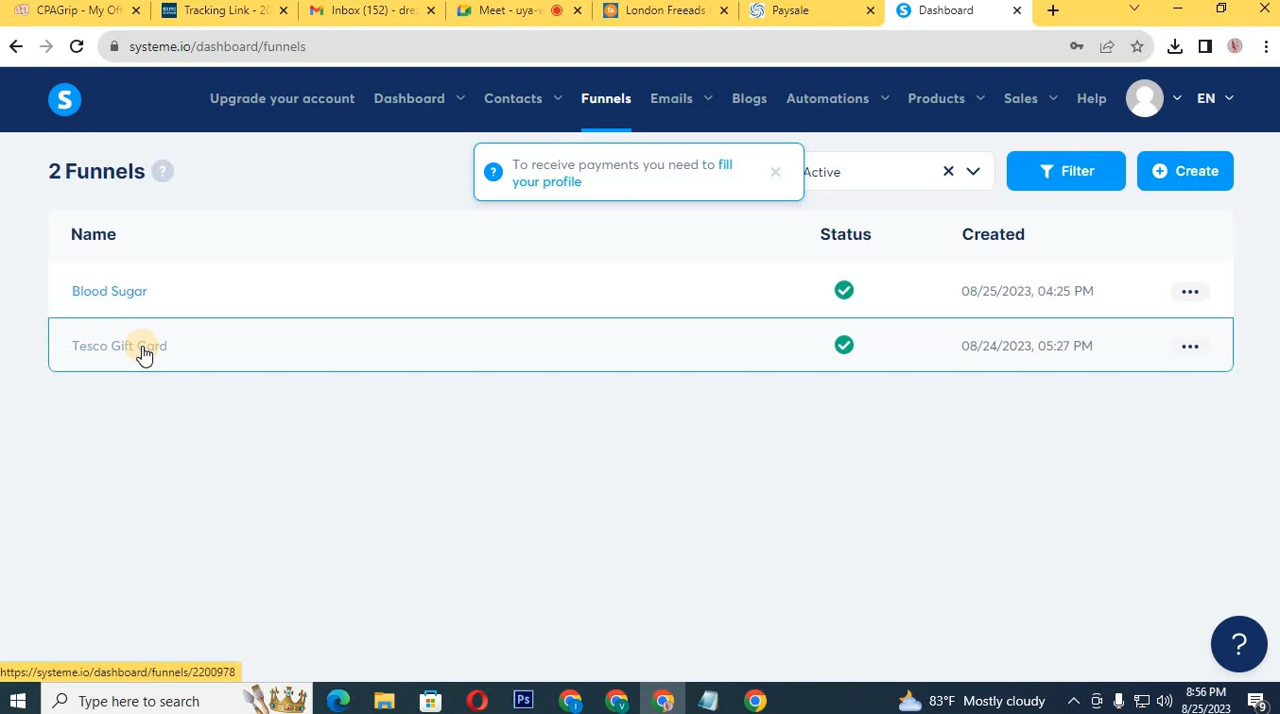 CPAGrip - My Off
Tracking Link - 20
Inbox (152) - dre
Meet - uya-w
London Freeads
Paysale
Dashboard
systeme.io/dashboard/funnels
S
Upgrade your account
Dashboard
Contacts
Funnels
Emails
Blogs
Automations
Products
Sales
Help
EN
2 Funnels ?
To receive payments you need to fill
your profile
Active
Filter
Create
Name
Status
Created
Blood Sugar
08/25/2023, 04:25 PM
Tesco Gift Card
08/24/2023, 05:27 PM
?
https://systeme.io/dashboard/funnels/2200978
Type here to search
83°F Mostly cloudy
8:56 PM
8/25/2023